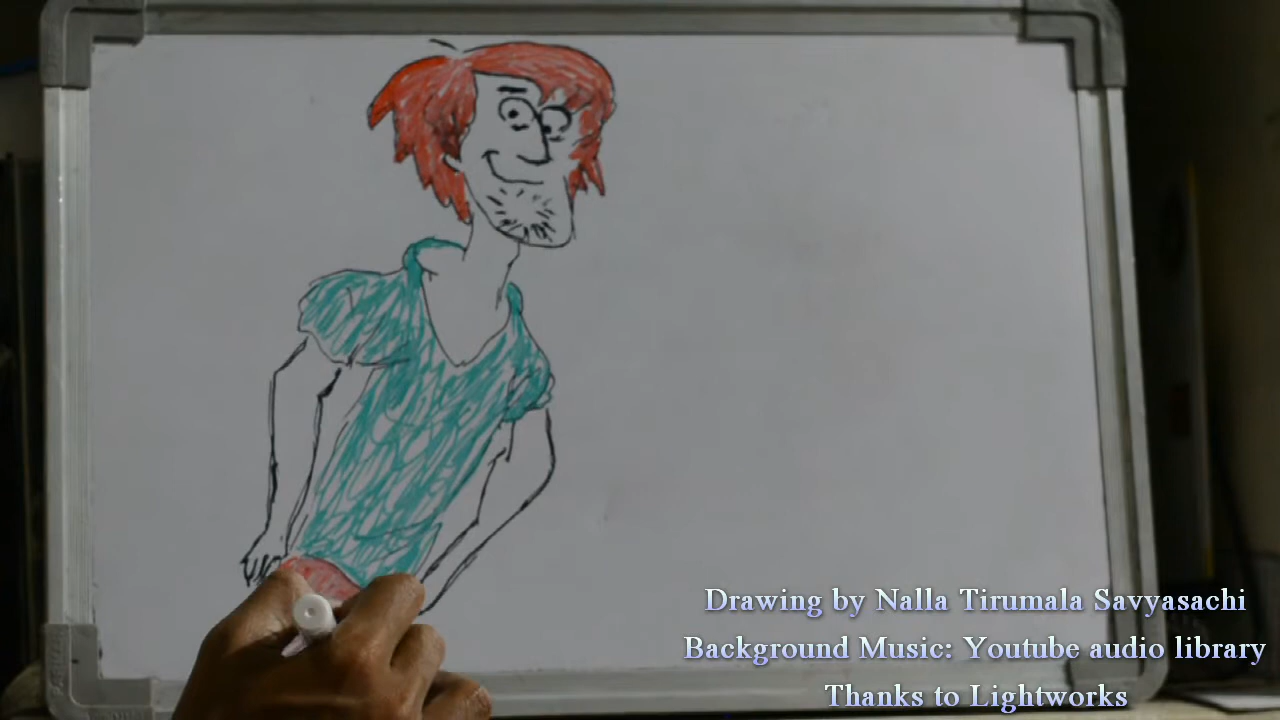 Drawing by Nalla Tirumala Savyasachi
Background Music: Youtube audio library
Thanks to Lightworks